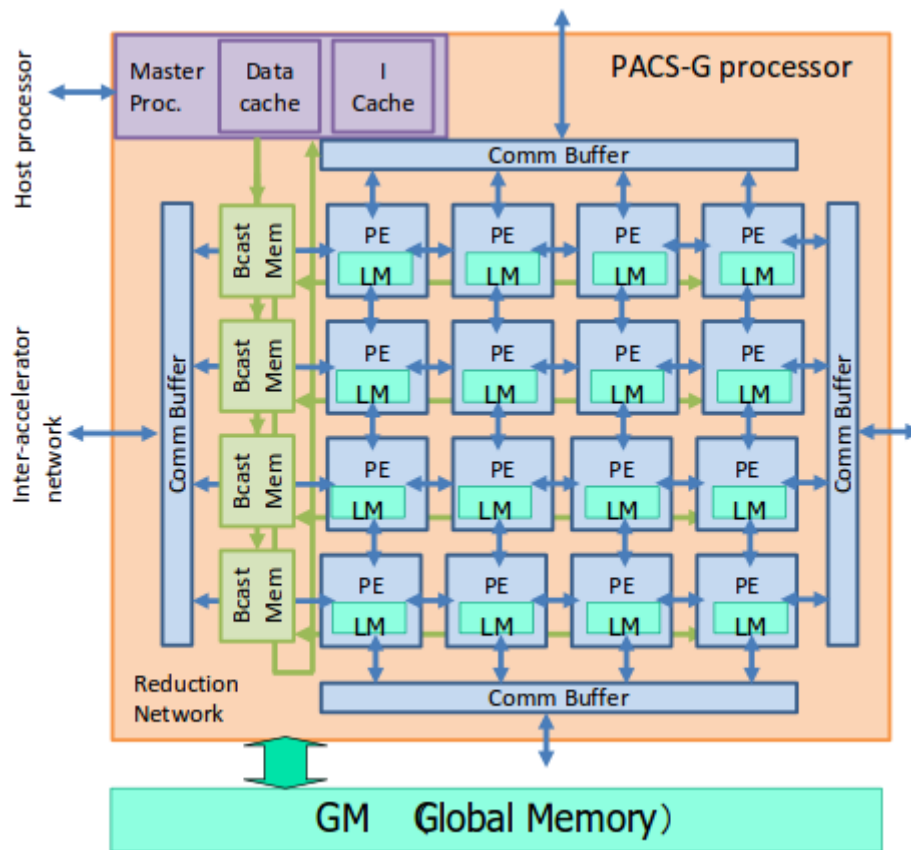 PACS-G processor
Master
Proc.
Data
cache
I
Cache
Host processor
Comm Buffer
Bcast
Mem
PE
LM
PE
LM
PE
LM
PE
LM
Bcast
Mem
PE
LM
PE
LM
PE
LM
PE
LM
Inter-accelerator
network
Comm Buffer
Comm Buffer
Bcast
Mem
PE
LM
PE
LM
PE
LM
PE
LM
Bcast
Mem
PE
LM
PE
LM
PE
LM
PE
LM
Reduction
Network
Comm Buffer
GM (Global Memory）